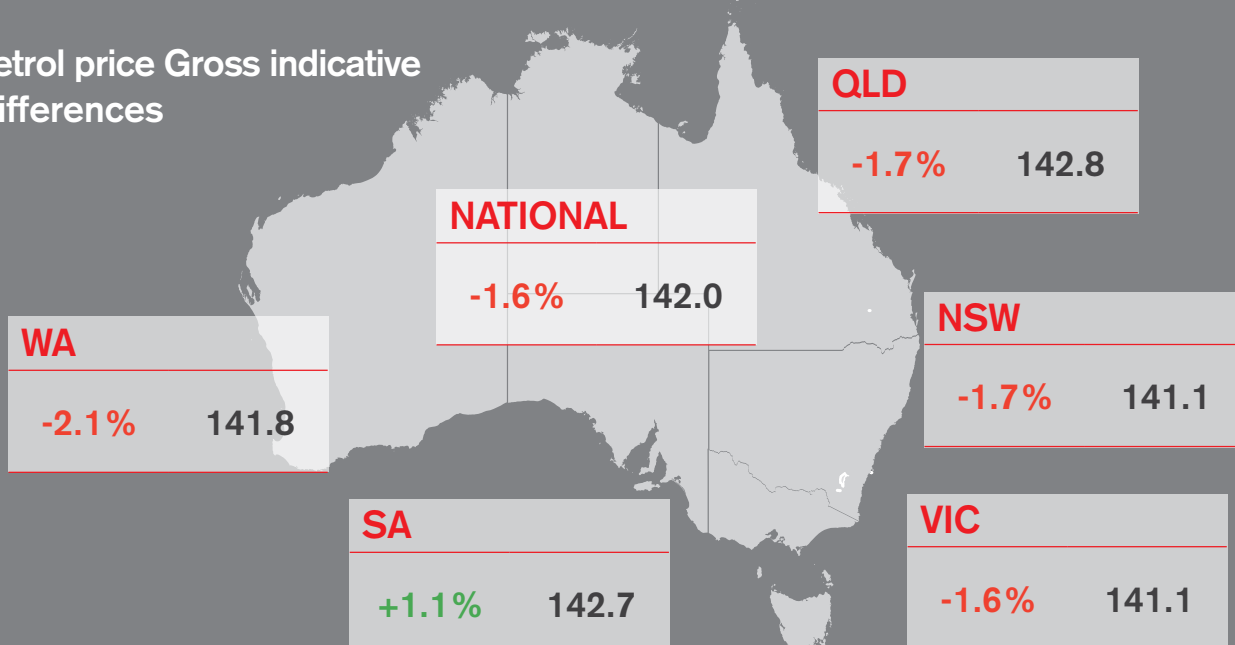 etrol price Gross indicative
ifferences
QLD
-1.7% 142.8
NATIONAL
-1.6% 142.0
NSW
-1.7% 141.1
WA
-2.1% 141.8
SA
+1.1% 142.7
VIC
-1.6% 141.1